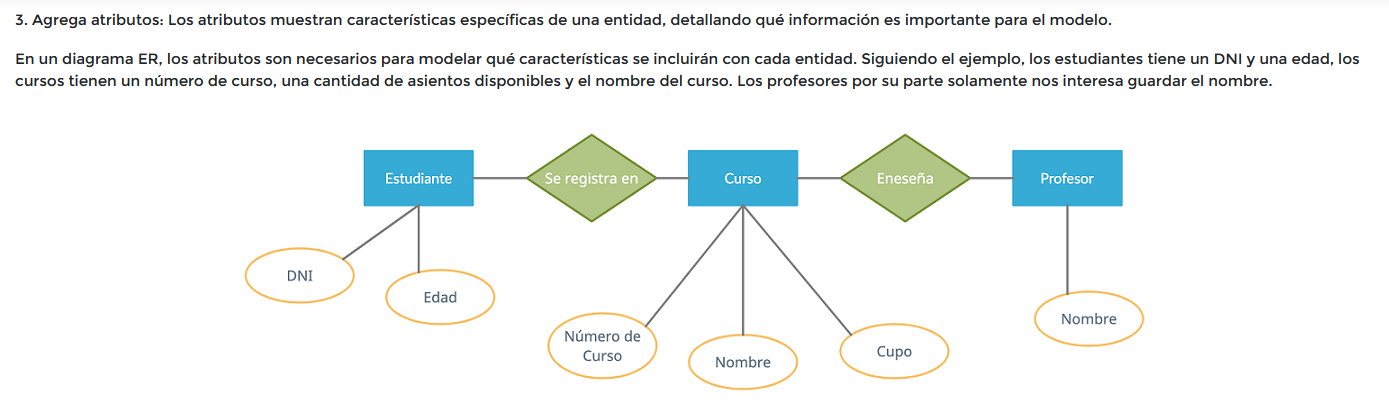 3. Agrega atributos: Los atributos muestran características específicas de una entidad, detallando qué información es importante para el modelo.
En un diagrama ER, los atributos son necesarios para modelar qué características se incluirán con cada entidad. Siguiendo el ejemplo, los estudiantes tiene un DNI y una edad, los
cursos tienen un número de curso, una cantidad de asientos disponibles y el nombre del curso. Los profesores por su parte solamente nos interesa guardar el nombre.
Estudiante
Se registra en
Curso
Eneseña
Profesor
DNI
Edad
Número de
Curso
Nombre
Cupo
Nombre